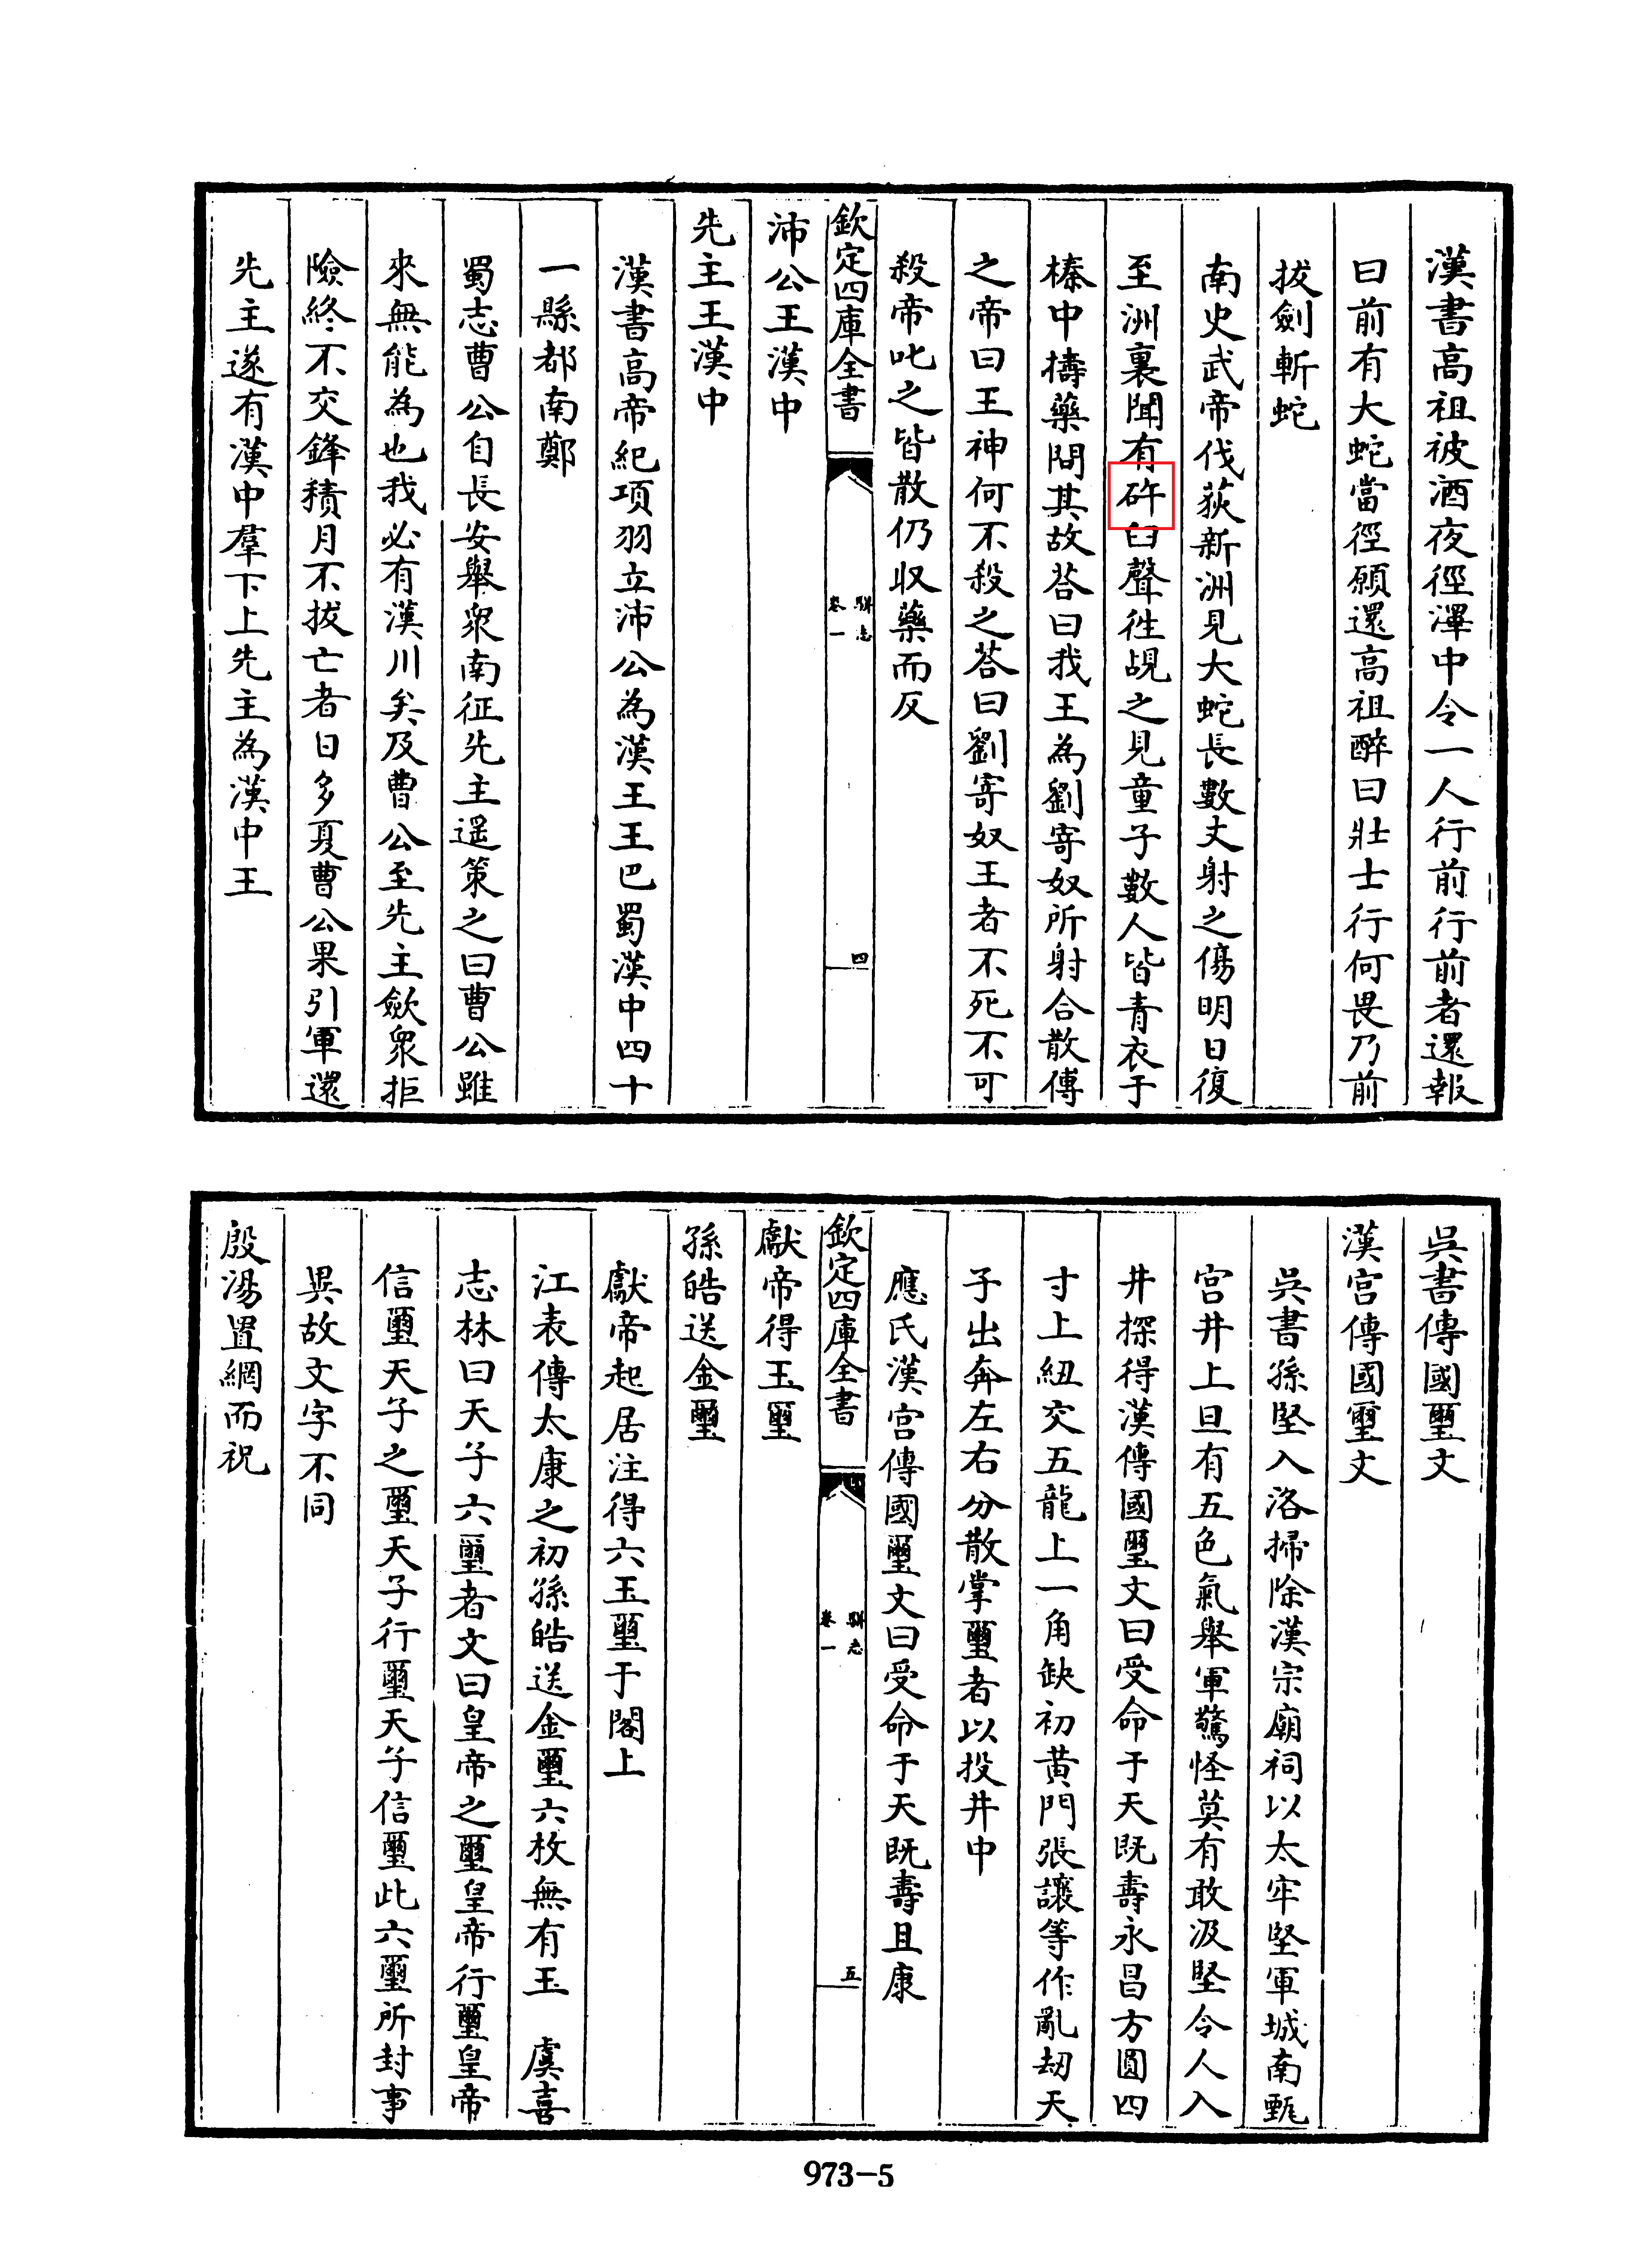 漢書高祖被酒夜徑澤中令一人行前行前者還報
曰前有大蛇當徑願還高祖醉曰壯士行何畏乃前
拔劍斬蛇
南史武帝伐荻新洲見大蛇長數丈射之傷明日復
至洲裏聞有䂨臼聲徃覘之見童子數人皆青衣于
榛中擣藥問其故荅曰我王為劉寄奴所射合散傅
之帝曰王神何不殺之荅曰劉寄奴王者不死不可
殺帝叱之皆散仍収藥而反
欽定四庫全書
駢志
卷一
四
沛公王漢中
先主王漢中
漢書高帝紀項羽立沛公為漢王王巴蜀漢中四十
一縣都南鄭
蜀志曹公自長安舉衆南征先主遥策之曰曹公雖
來無能為也我必有漢川矣及曹公至先主歛衆拒
險終不交鋒積月不拔亡者日多夏曹公果引軍還
先主遂有漢中羣下上先主為漢中王
吳書傳國璽文
漢宫傳國璽文
吳書孫堅入洛掃除漢宗廟祠以太牢堅軍城南甄
宫井上旦有五色氣舉軍驚怪莫有敢汲堅令人入
井探得漢傳國璽文曰受命于天既壽永昌方圓四
寸上紐交五龍上一角缺初黄門張讓等作亂刼天
子出奔左右分散掌璽者以投井中
應氏漢宫傳國璽文曰受命于天既壽且康
欽定四庫全書
駢志
卷一
五
獻帝得玉璽
孫皓送金璽
獻帝起居注得六玉璽于閣上
江表傳太康之初孫皓送金璽六枚無有玉　虞喜
志林曰天子六璽者文曰皇帝之璽皇帝行璽皇帝
信璽天子之璽天子行璽天子信璽此六璽所封事
異故文字不同
殷湯置網而祝
973-5